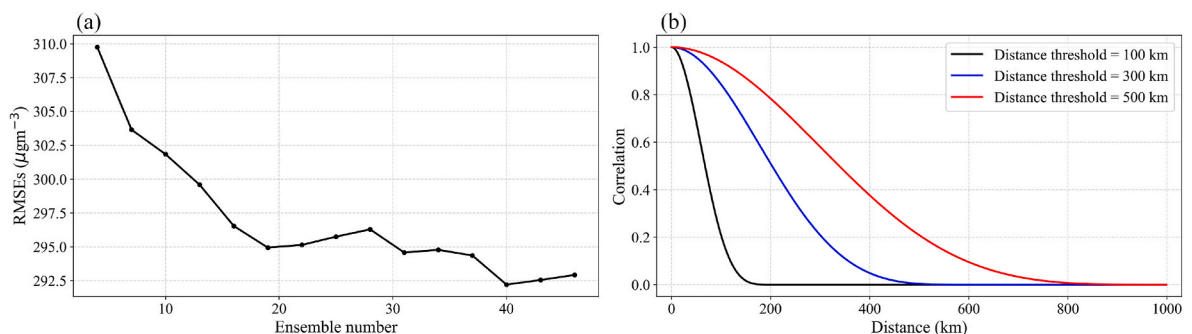 (a)
RMSEs (μgm⁻³)
310.0
307.5
305.0
302.5
300.0
297.5
295.0
292.5
10
20
30
40
Ensemble number
(b)
Correlation
1.0
0.8
0.6
0.4
0.2
0.0
Distance threshold = 100 km
Distance threshold = 300 km
Distance threshold = 500 km
0
200
400
600
800
1000
Distance (km)